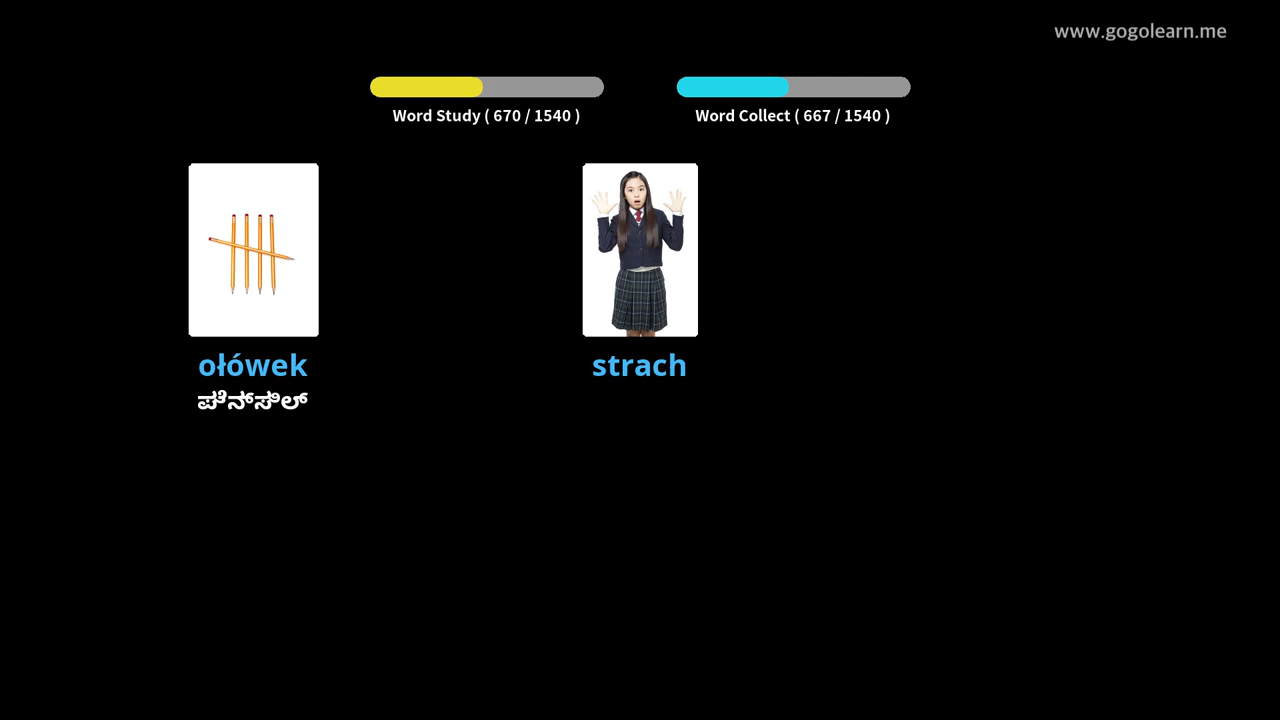 www.gogolearn.me
Word Study ( 670 / 1540 )
Word Collect ( 667 / 1540 )
ołówek
ಪೆನ್ಸಿಲ್
strach